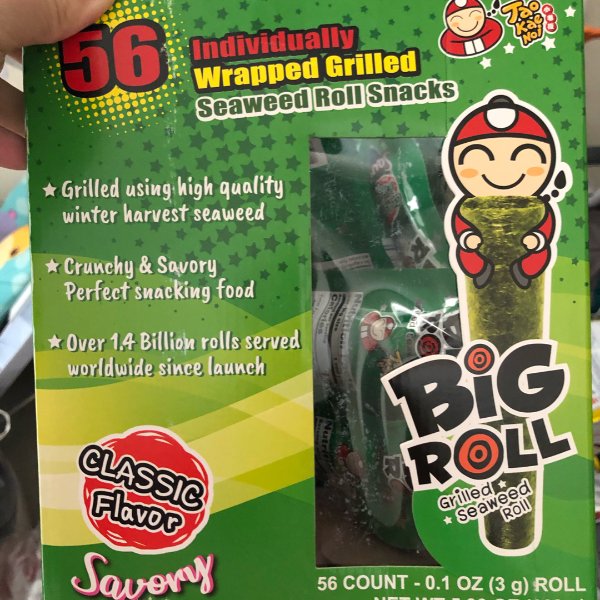 56
Individually
Wrapped Grilled
Seaweed Roll Snacks
Tao
Kae
Noi
Grilled using high quality
winter harvest seaweed
Crunchy & Savory
Perfect snacking food
Over 1.4 Billion rolls served
worldwide since launch
BIG
ROLL
Grilled
Seaweed
Roll
CLASSIC
Flavor
Savory
56 COUNT - 0.1 OZ (3 g) ROLL